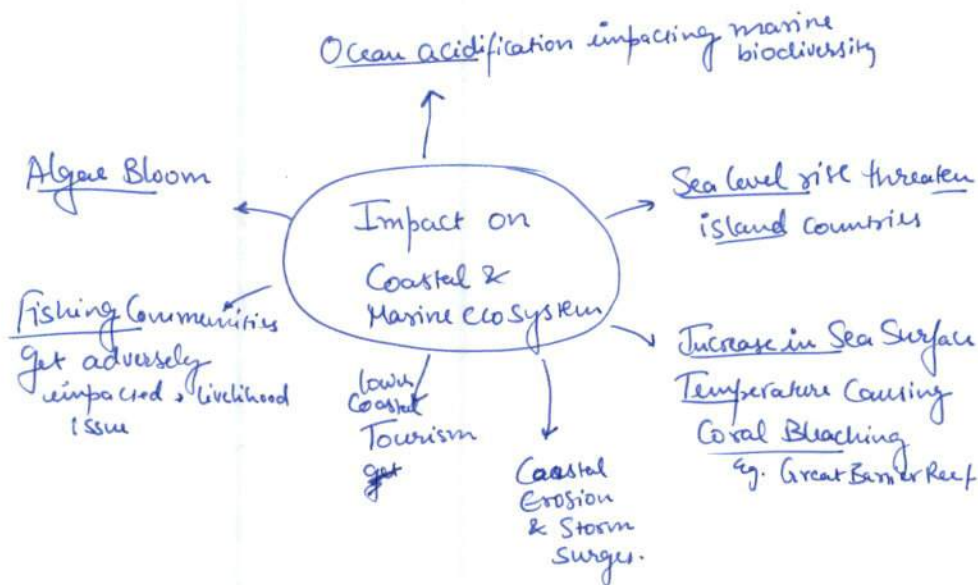 Ocean acidification impacting marine
biodiversity
Algae Bloom
Sea level rise threaten
island countries
Impact on
Coastal &
Marine ecosystem
Fishing Communities
get adversely
impacted, livelihood
issue
Increase in Sea Surface
Temperature Causing
Coral Bleaching
eg. Great Barrier Reef
lower
Coastal
Tourism
Coastal
Erosion
& Storm
Surges.